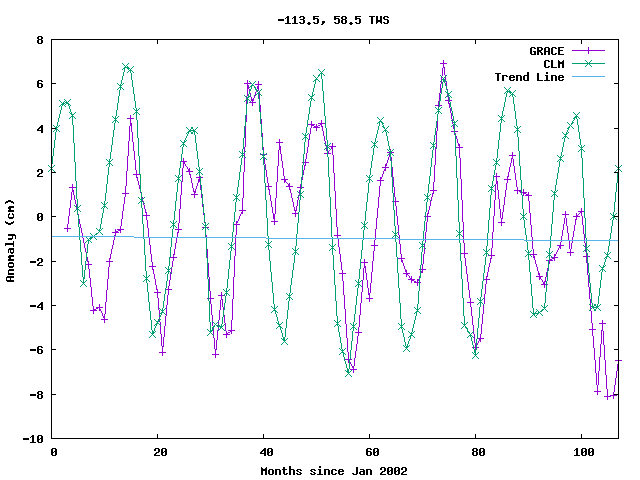 -113.5, 58.5 TWS
GRACE
CLM
Trend Line
8
6
4
2
0
-2
-4
-6
-8
-10
Anomaly (cm)
0 20 40 60 80 100
Months since Jan 2002